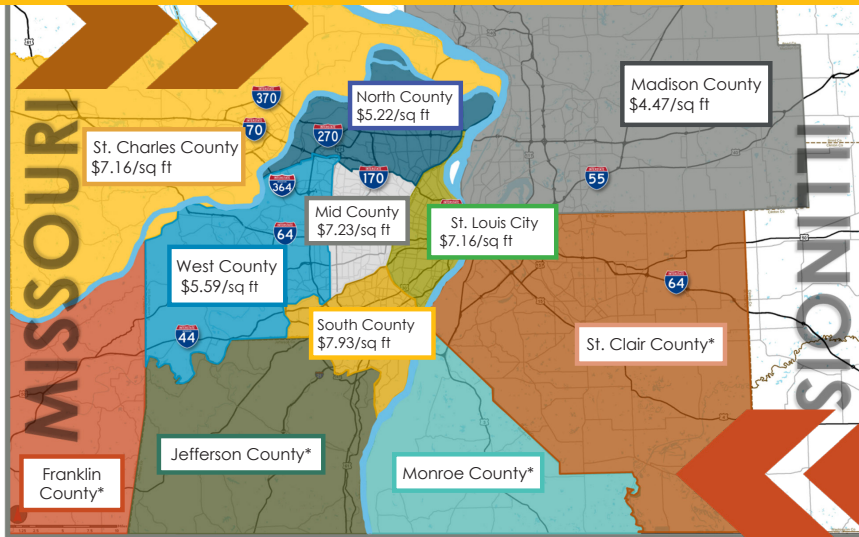 MISSOURI
ILLINOIS
370
70
270
North County
$5.22/sq ft
Madison County
$4.47/sq ft
St. Charles County
$7.16/sq ft
364
170
55
Mid County
$7.23/sq ft
St. Louis City
$7.16/sq ft
64
West County
$5.59/sq ft
64
44
South County
$7.93/sq ft
St. Clair County*
Jefferson County*
Franklin
County*
Monroe County*